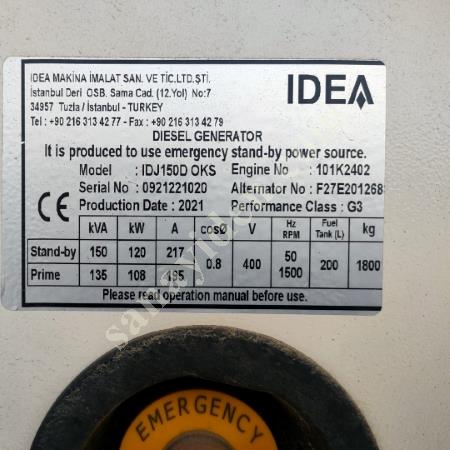 IDEA MAKİNA İMALAT SAN. VE TİC.LTD.ŞTİ.
İstanbul Deri OSB. Sama Cad. (12.Yol) No:7
34957 Tuzla / İstanbul - TURKEY
Tel : +90 216 313 42 77 - Fax : +90 216 313 42 79
IDEA
DIESEL GENERATOR
It is produced to use emergency stand-by power source.
Model : IDJ150D OKS Engine No : 101K2402
Serial No : 0921221020 Alternator No : F27E201268
Production Date : 2021 Performance Class : G3
CE
kVA kW A cosø V Hz RPM Fuel Tank (L) kg
Stand-by 150 120 217 0.8 400 50 1500 200 1800
Prime 135 108 195
Please read operation manual before use.
EMERGENCY